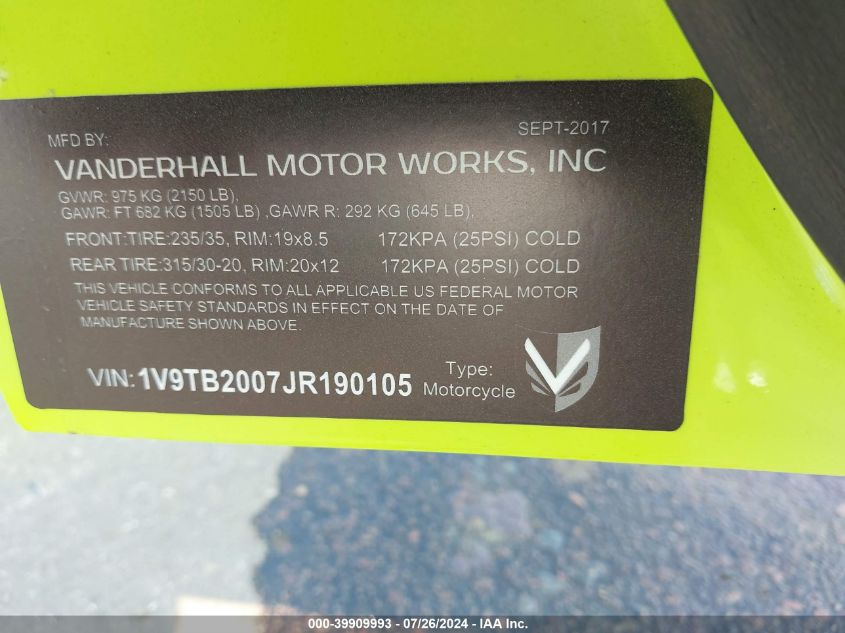 SEPT-2017
MFD BY:
VANDERHALL MOTOR WORKS, INC
GVWR: 975 KG (2150 LB),
GAWR: FT 682 KG (1505 LB) ,GAWR R: 292 KG (645 LB),
FRONT:TIRE:235/35, RIM:19x8.5 172KPA (25PSI) COLD
REAR TIRE:315/30-20, RIM:20x12 172KPA (25PSI) COLD
THIS VEHICLE CONFORMS TO ALL APPLICABLE US FEDERAL MOTOR
VEHICLE SAFETY STANDARDS IN EFFECT ON THE DATE OF
MANUFACTURE SHOWN ABOVE.
VIN: 1V9TB2007JR190105
Type:
Motorcycle
000-39909993 - 07/26/2024 - IAA Inc.